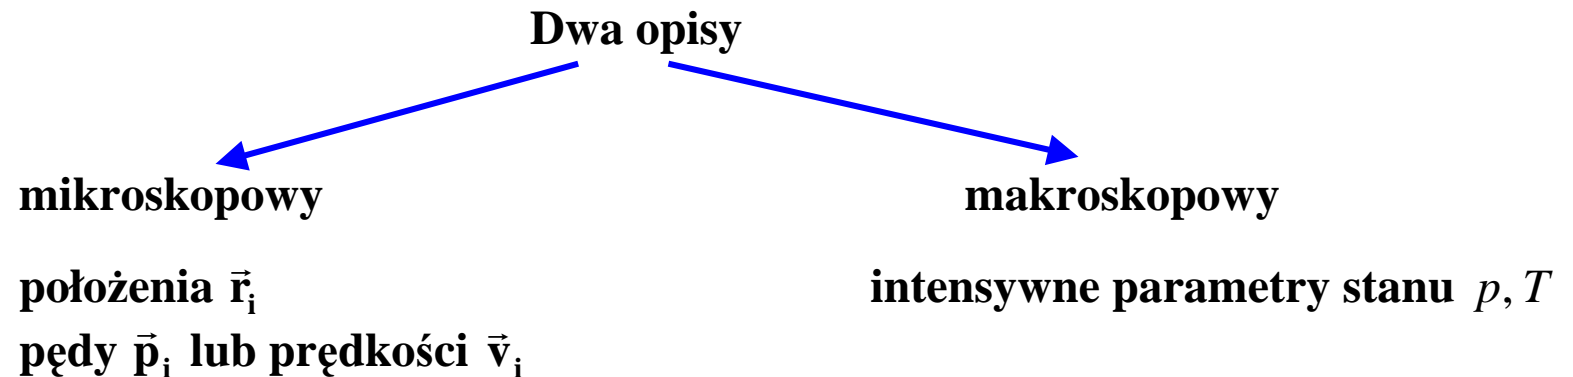 Dwa opisy
mikroskopowy
makroskopowy
położenia r⃗ᵢ
intensywne parametry stanu p, T
pędy p⃗ᵢ lub prędkości v⃗ᵢ